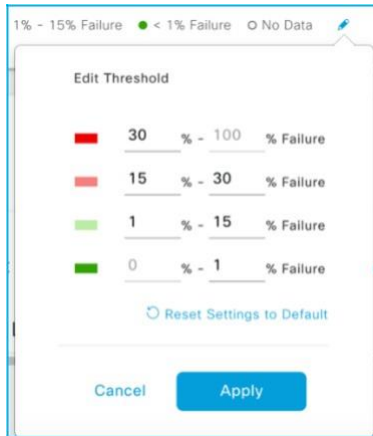 1% - 15% Failure < 1% Failure No Data
Edit Threshold
30 % - 100 % Failure
15 % - 30 % Failure
1 % - 15 % Failure
0 % - 1 % Failure
Reset Settings to Default
Cancel Apply